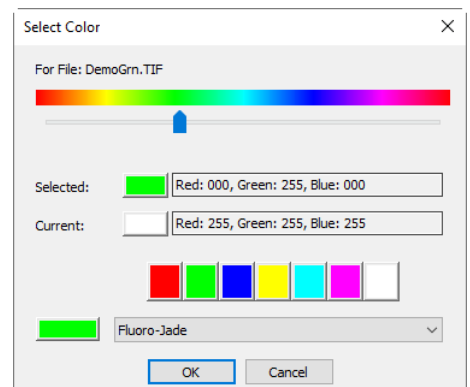 Select Color
For File: DemoGrn.TIF
Selected: Red: 000, Green: 255, Blue: 000
Current: Red: 255, Green: 255, Blue: 255
Fluoro-Jade
OK Cancel